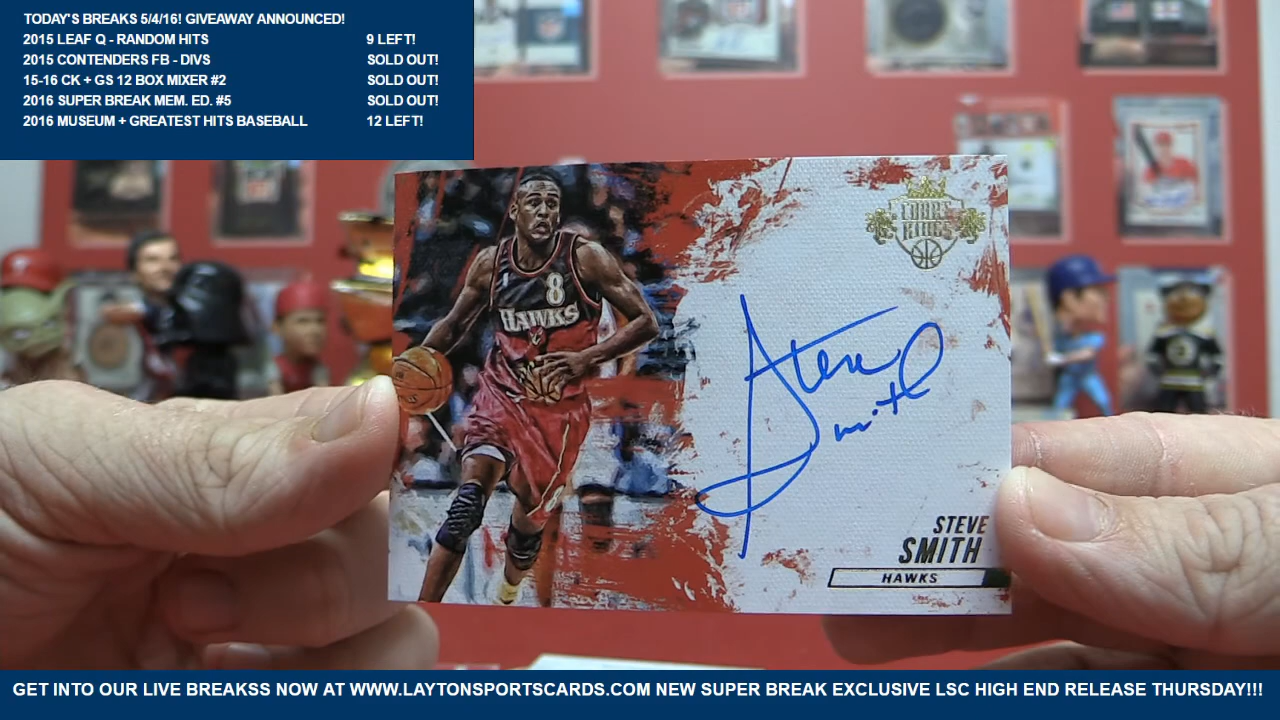 TODAY'S BREAKS 5/4/16! GIVEAWAY ANNOUNCED!
2015 LEAF Q - RANDOM HITS 9 LEFT!
2015 CONTENDERS FB - DIVS SOLD OUT!
15-16 CK + GS 12 BOX MIXER #2 SOLD OUT!
2016 SUPER BREAK MEM. ED. #5 SOLD OUT!
2016 MUSEUM + GREATEST HITS BASEBALL 12 LEFT!
COURT KINGS
8
HAWKS
Steve
Smith
STEVE
SMITH
HAWKS
GET INTO OUR LIVE BREAKSS NOW AT WWW.LAYTONSPORTSCARDS.COM NEW SUPER BREAK EXCLUSIVE LSC HIGH END RELEASE THURSDAY!!!